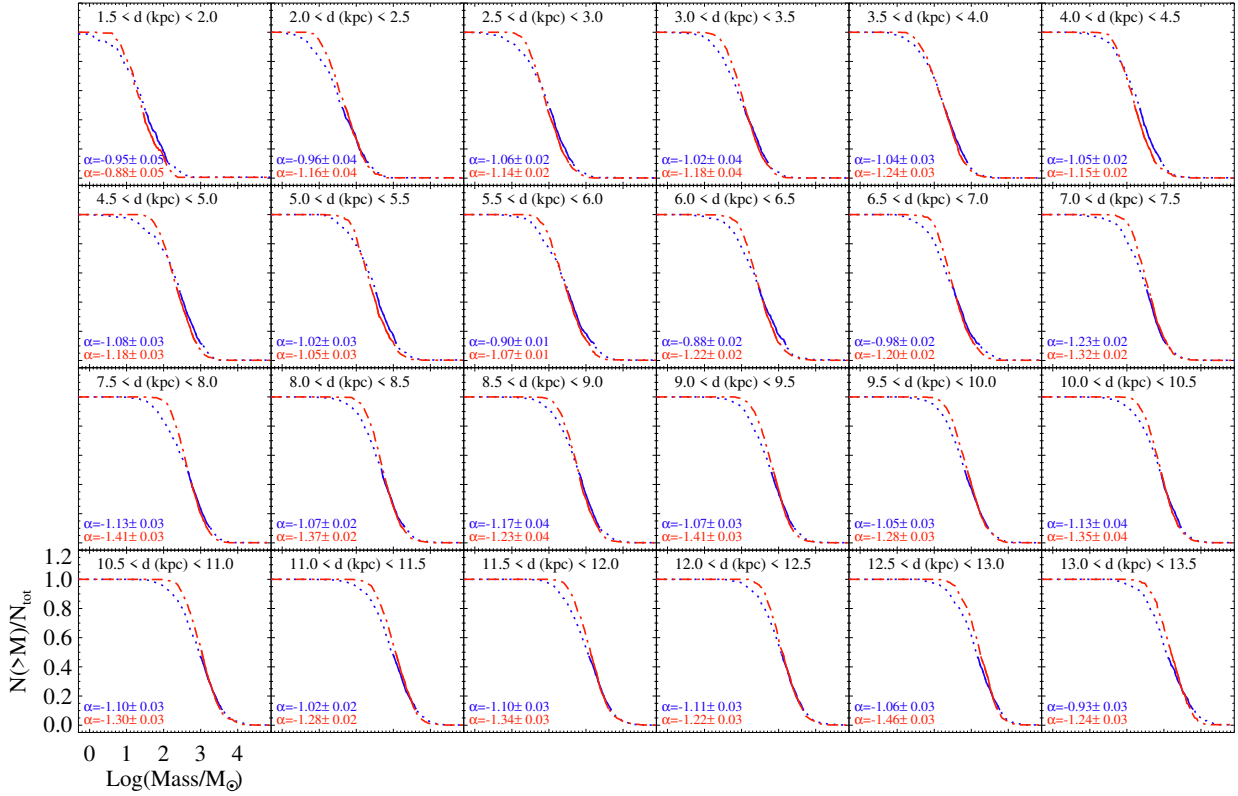 1.5 < d (kpc) < 2.0
α=-0.95± 0.05
α=-0.88± 0.05
2.0 < d (kpc) < 2.5
α=-0.96± 0.04
α=-1.16± 0.04
2.5 < d (kpc) < 3.0
α=-1.06± 0.02
α=-1.14± 0.02
3.0 < d (kpc) < 3.5
α=-1.02± 0.04
α=-1.18± 0.04
3.5 < d (kpc) < 4.0
α=-1.04± 0.03
α=-1.24± 0.03
4.0 < d (kpc) < 4.5
α=-1.05± 0.02
α=-1.15± 0.02
4.5 < d (kpc) < 5.0
α=-1.08± 0.03
α=-1.18± 0.03
5.0 < d (kpc) < 5.5
α=-1.02± 0.03
α=-1.05± 0.03
5.5 < d (kpc) < 6.0
α=-0.90± 0.01
α=-1.07± 0.01
6.0 < d (kpc) < 6.5
α=-0.88± 0.02
α=-1.22± 0.02
6.5 < d (kpc) < 7.0
α=-0.98± 0.02
α=-1.20± 0.02
7.0 < d (kpc) < 7.5
α=-1.23± 0.02
α=-1.32± 0.02
7.5 < d (kpc) < 8.0
α=-1.13± 0.03
α=-1.41± 0.03
8.0 < d (kpc) < 8.5
α=-1.07± 0.02
α=-1.37± 0.02
8.5 < d (kpc) < 9.0
α=-1.17± 0.04
α=-1.23± 0.04
9.0 < d (kpc) < 9.5
α=-1.07± 0.03
α=-1.41± 0.03
9.5 < d (kpc) < 10.0
α=-1.05± 0.03
α=-1.28± 0.03
10.0 < d (kpc) < 10.5
α=-1.13± 0.04
α=-1.35± 0.04
10.5 < d (kpc) < 11.0
α=-1.10± 0.03
α=-1.30± 0.03
11.0 < d (kpc) < 11.5
α=-1.02± 0.02
α=-1.28± 0.02
11.5 < d (kpc) < 12.0
α=-1.10± 0.03
α=-1.34± 0.03
12.0 < d (kpc) < 12.5
α=-1.11± 0.03
α=-1.22± 0.03
12.5 < d (kpc) < 13.0
α=-1.06± 0.03
α=-1.46± 0.03
13.0 < d (kpc) < 13.5
α=-0.93± 0.03
α=-1.24± 0.03
N(>M)/N_tot
1.2
1.0
0.8
0.6
0.4
0.2
0.0
0 1 2 3 4
Log(Mass/M⊙)